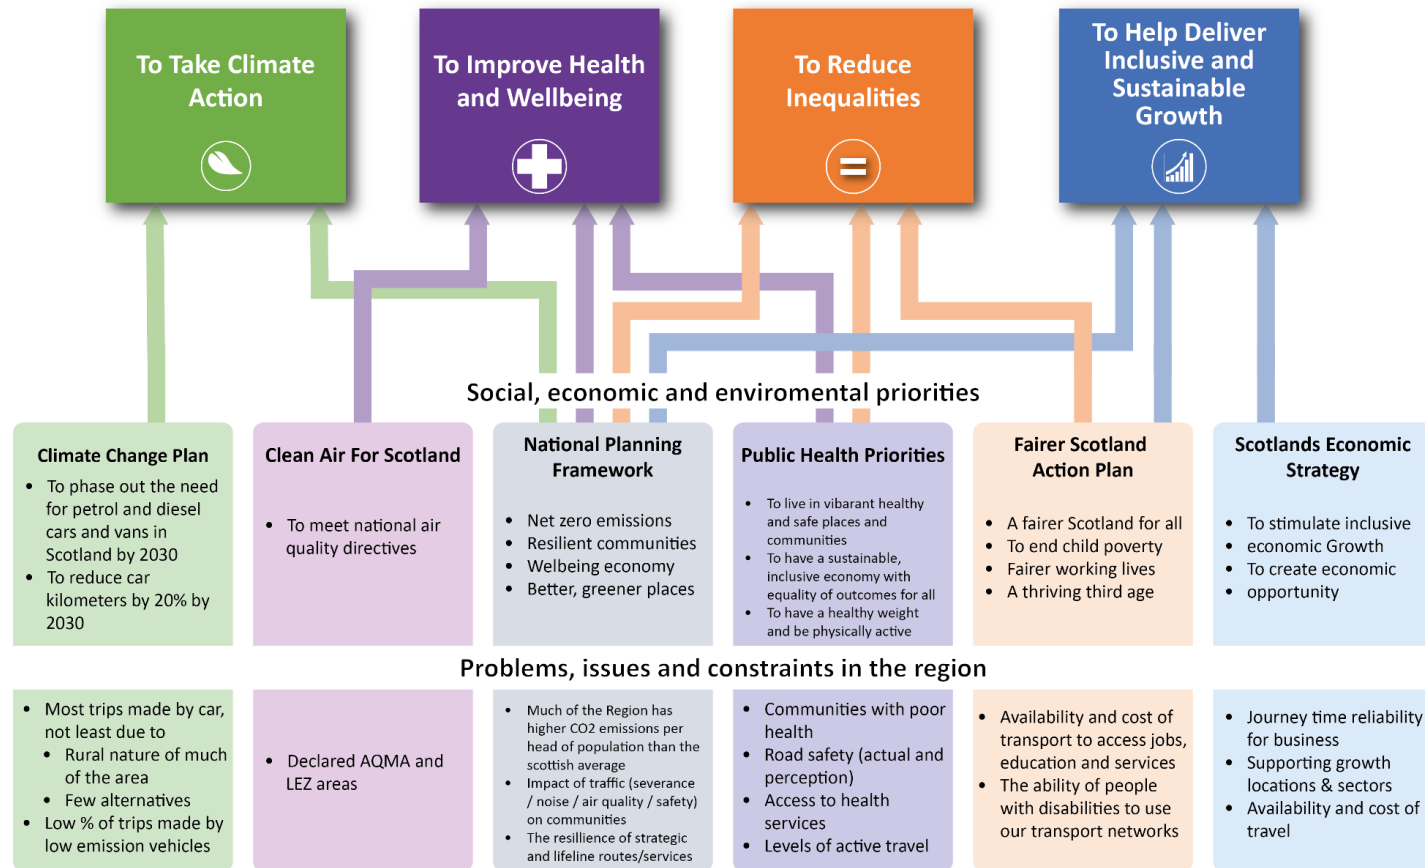 To Take Climate
Action
To Improve Health
and Wellbeing
To Reduce
Inequalities
=
To Help Deliver
Inclusive and
Sustainable
Growth
Social, economic and enviromental priorities
Climate Change Plan
• To phase out the need
for petrol and diesel
cars and vans in
Scotland by 2030
• To reduce car
kilometers by 20% by
2030
Clean Air For Scotland
• To meet national air
quality directives
National Planning
Framework
• Net zero emissions
• Resilient communities
• Welbeing economy
• Better, greener places
Public Health Priorities
• To live in vibarant healthy
and safe places and
communities
• To have a sustainable,
inclusive economy with
equality of outcomes for all
• To have a healthy weight
and be physically active
Fairer Scotland
Action Plan
• A fairer Scotland for all
• To end child poverty
• Fairer working lives
• A thriving third age
Scotlands Economic
Strategy
• To stimulate inclusive
• economic Growth
• To create economic
• opportunity
Problems, issues and constraints in the region
• Most trips made by car,
not least due to
• Rural nature of much
of the area
• Few alternatives
• Low % of trips made by
low emission vehicles
• Declared AQMA and
LEZ areas
• Much of the Region has
higher CO2 emissions per
head of population than the
scottish average
• Impact of traffic (severance
/ noise / air quality / safety)
on communities
• The resillience of strategic
and lifeline routes/services
• Communities with poor
health
• Road safety (actual and
perception)
• Access to health
services
• Levels of active travel
• Availability and cost of
transport to access jobs,
education and services
• The ability of people
with disabilities to use
our transport networks
• Journey time reliability
for business
• Supporting growth
locations & sectors
• Availability and cost of
travel